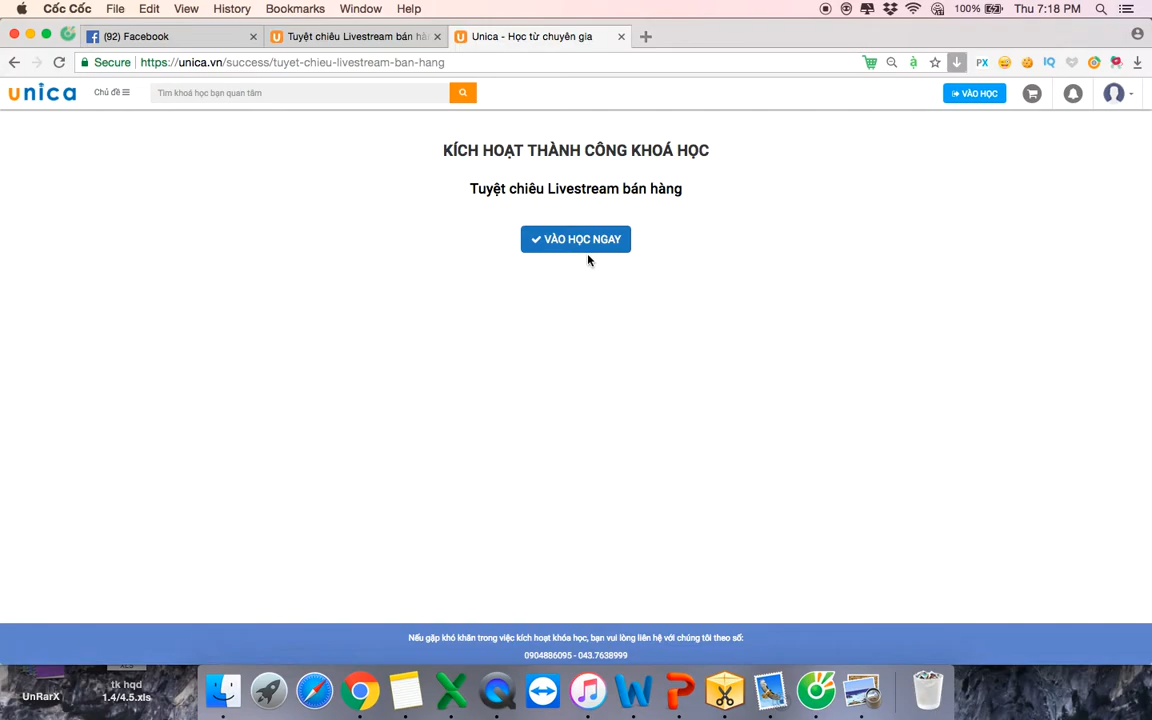 Cốc Cốc File Edit View History Bookmarks Window Help 100% Thu 7:18 PM
(92) Facebook Tuyệt chiêu Livestream bán hà Unica - Học từ chuyên gia
Secure https://unica.vn/success/tuyet-chieu-livestream-ban-hang PX IQ
unica Chủ đề Tìm khoá học bạn quan tâm VÀO HỌC
KÍCH HOẠT THÀNH CÔNG KHOÁ HỌC
Tuyệt chiêu Livestream bán hàng
VÀO HỌC NGAY
Nếu gặp khó khăn trong việc kích hoạt khóa học, bạn vui lòng liên hệ với chúng tôi theo số:
0904886095 - 043.7638999
UnRarX
tk hqd
1.4/4.5.xls